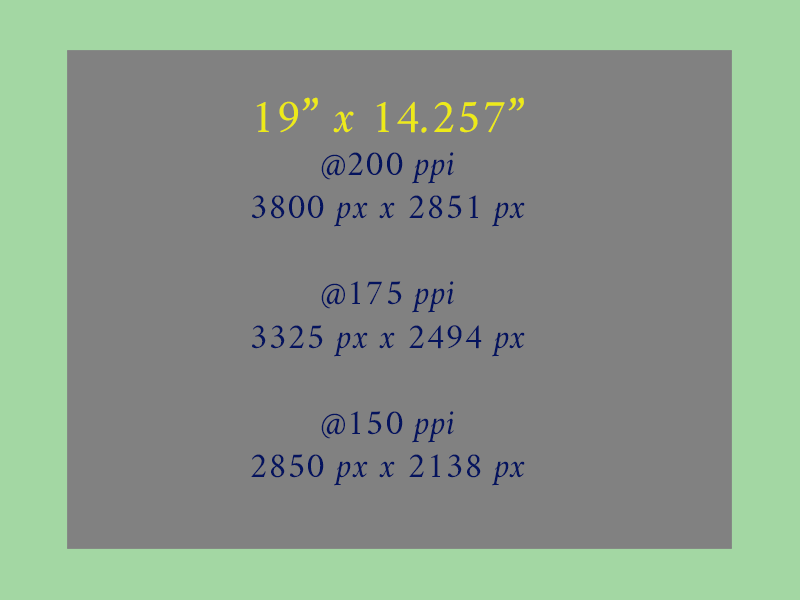 19” x 14.257”
@200 ppi
3800 px x 2851 px
@175 ppi
3325 px x 2494 px
@150 ppi
2850 px x 2138 px